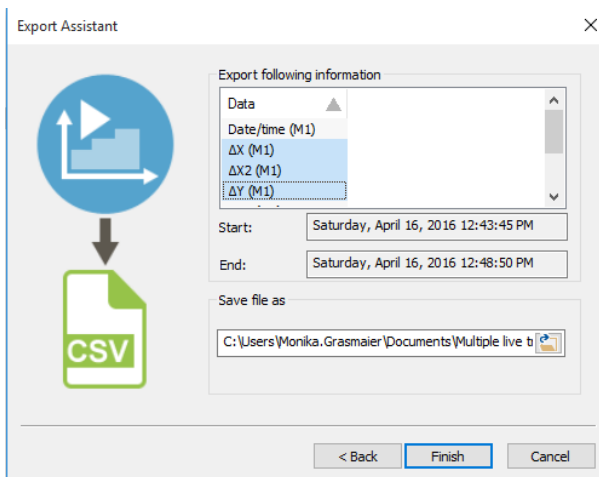 Export Assistant
Export following information
Data
Date/time (M1)
ΔX (M1)
ΔX2 (M1)
ΔY (M1)
Start: Saturday, April 16, 2016 12:43:45 PM
End: Saturday, April 16, 2016 12:48:50 PM
Save file as
C:\Users\Monika.Grasmaier\Documents\Multiple live t
CSV
< Back Finish Cancel